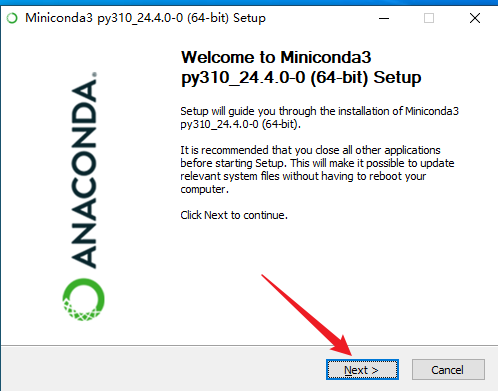 Miniconda3 py310_24.4.0-0 (64-bit) Setup
ANACONDA.
Welcome to Miniconda3
py310_24.4.0-0 (64-bit) Setup
Setup will guide you through the installation of Miniconda3
py310_24.4.0-0 (64-bit).
It is recommended that you close all other applications
before starting Setup. This will make it possible to update
relevant system files without having to reboot your
computer.
Click Next to continue.
Next >
Cancel